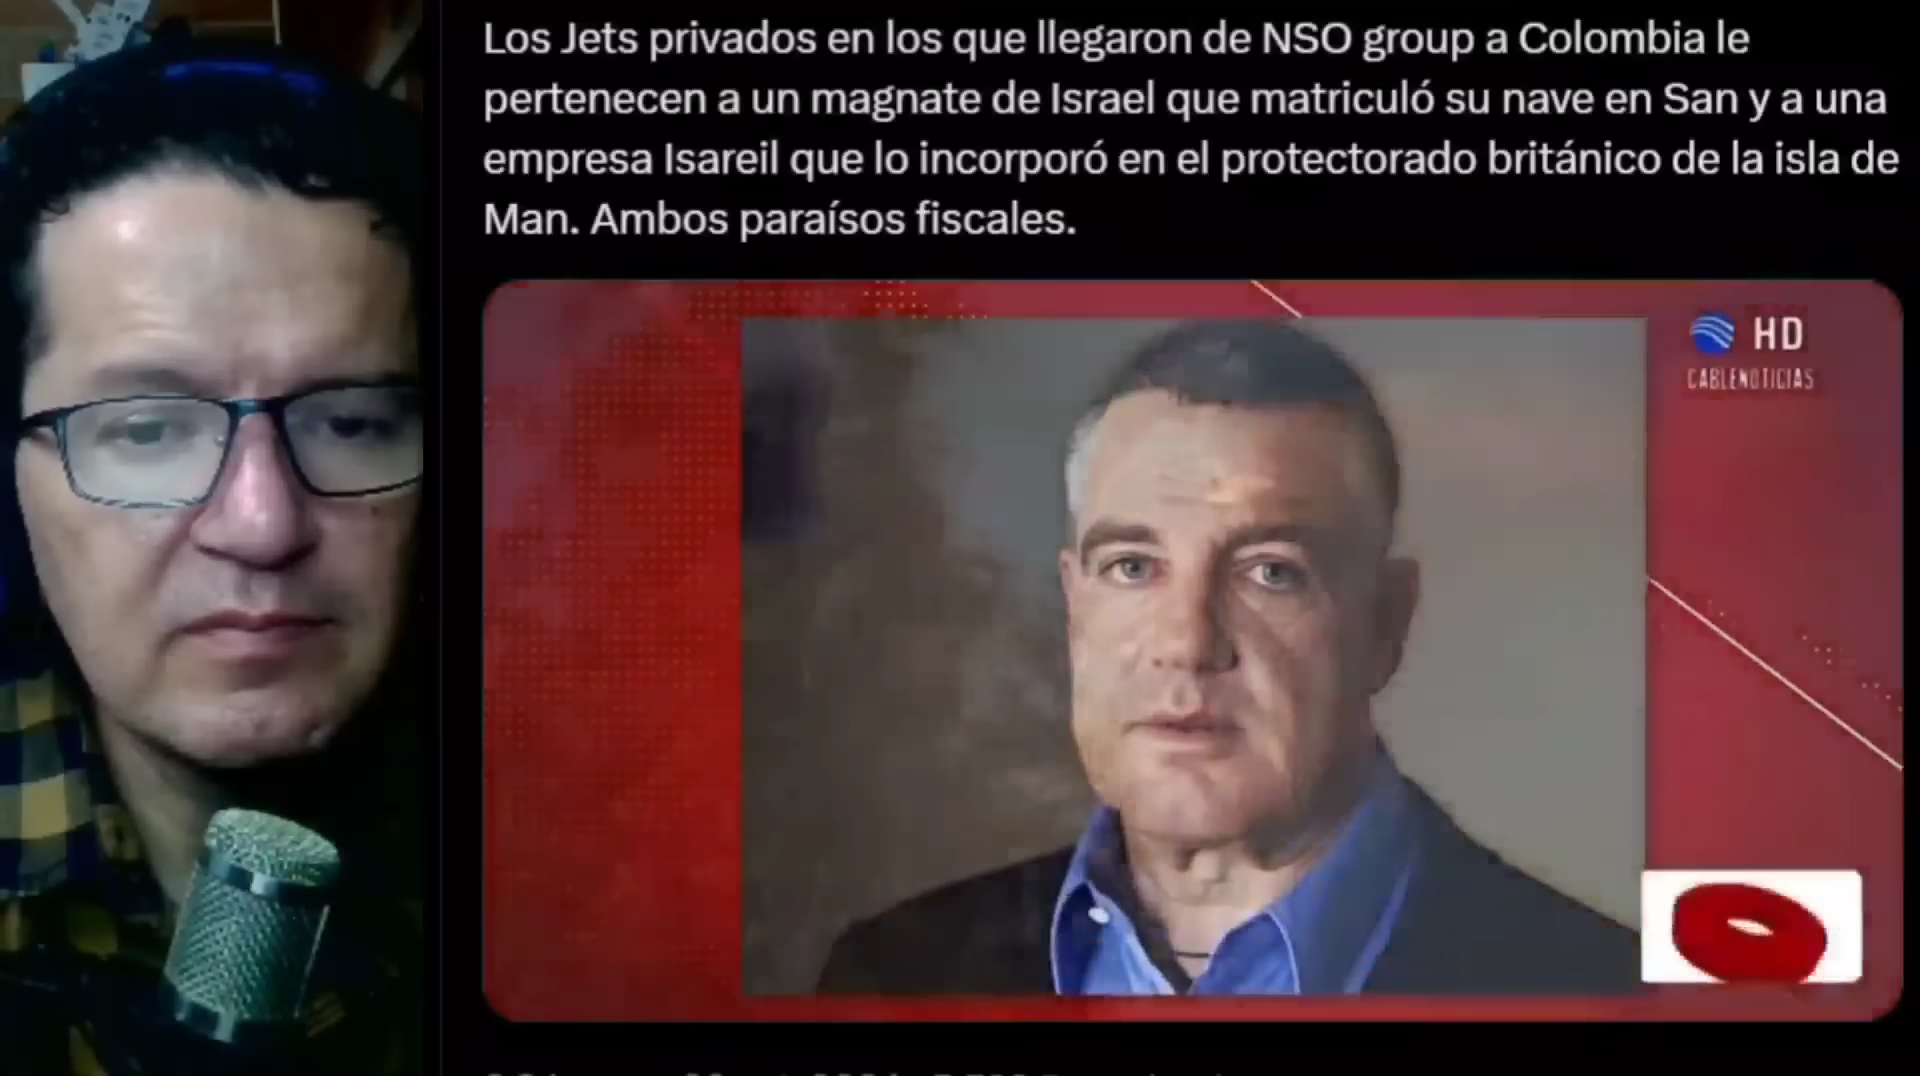 Los Jets privados en los que llegaron de NSO group a Colombia le
pertenecen a un magnate de Israel que matriculó su nave en San y a una
empresa Isareil que lo incorporó en el protectorado británico de la isla de
Man. Ambos paraísos fiscales.
HD
CABLENOTICIAS